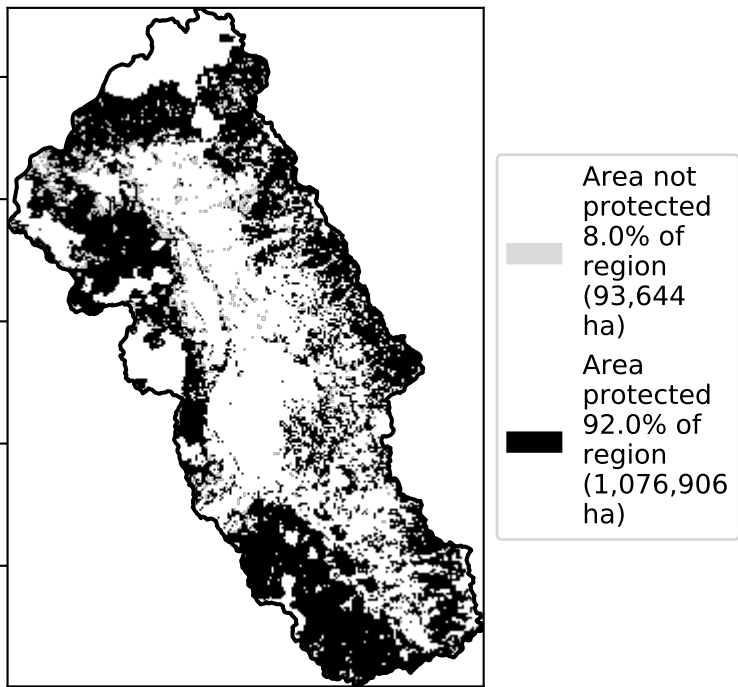 Area not
protected
8.0% of
region
(93,644
ha)
Area
protected
92.0% of
region
(1,076,906
ha)